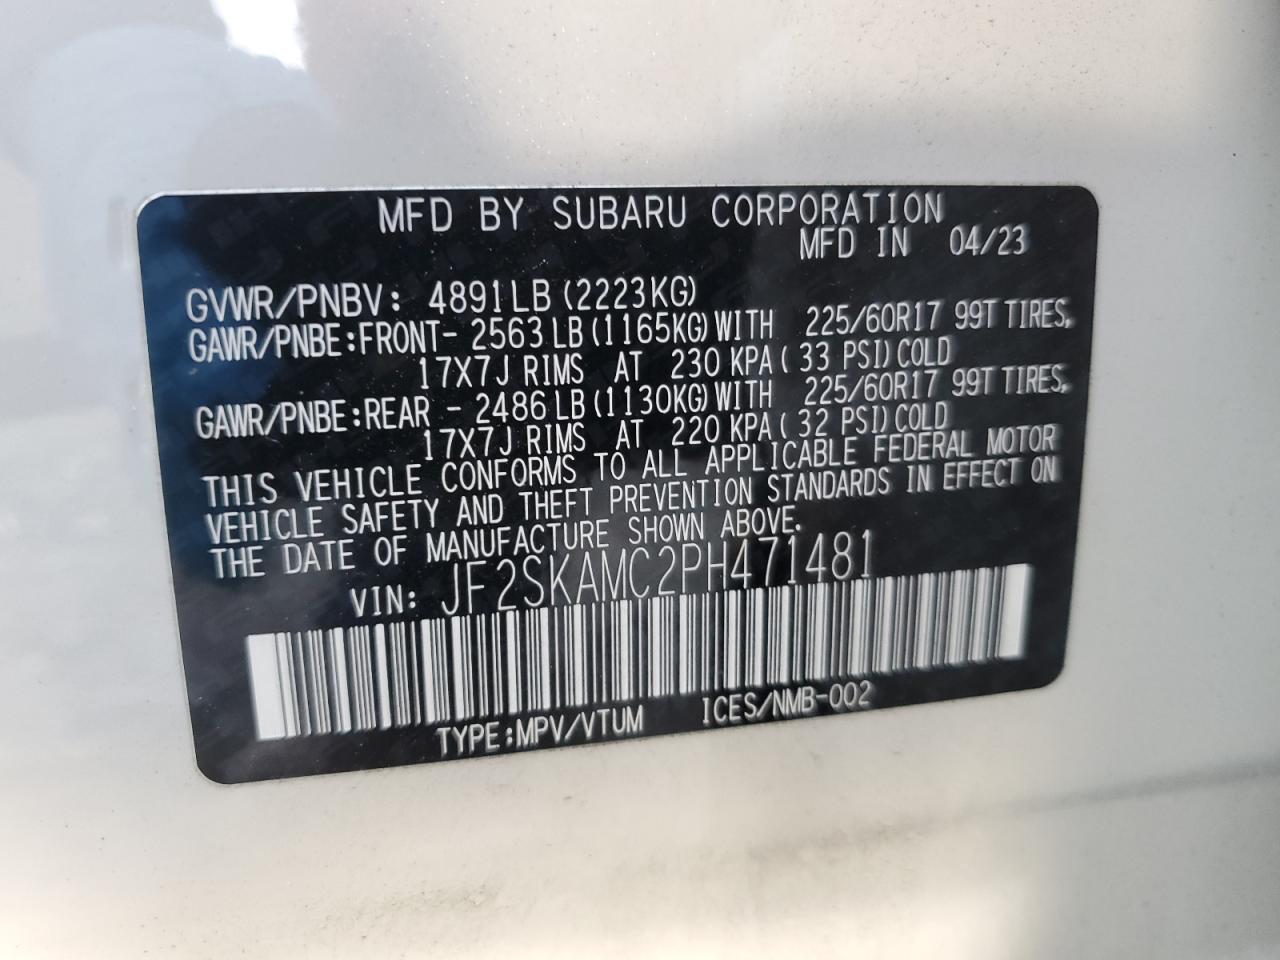 MFD BY SUBARU CORPORATION
MFD IN 04/23
GVWR/PNBV: 4891LB (2223KG)
GAWR/PNBE:FRONT- 2563 LB (1165KG) WITH 225/60R17 99T TIRES,
17X7J RIMS AT 230 KPA ( 33 PSI) COLD
GAWR/PNBE:REAR - 2486 LB (1130KG) WITH 225/60R17 99T TIRES,
17X7J RIMS AT 220 KPA ( 32 PSI) COLD
THIS VEHICLE CONFORMS TO ALL APPLICABLE FEDERAL MOTOR
VEHICLE SAFETY AND THEFT PREVENTION STANDARDS IN EFFECT ON
THE DATE OF MANUFACTURE SHOWN ABOVE.
VIN: JF2SKAMC2PH471481
TYPE:MPV/VTUM ICES/NMB-002